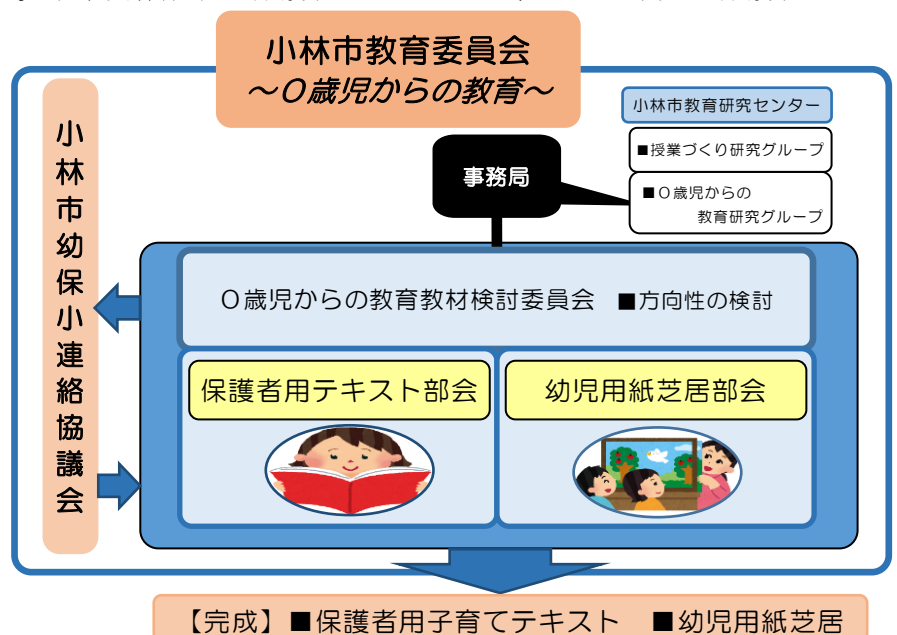 小林市教育委員会
～０歳児からの教育～
小林市教育研究センター
■授業づくり研究グループ
■０歳児からの
教育研究グループ
事務局
小林市幼保小連絡協議会
０歳児からの教育教材検討委員会　■方向性の検討
保護者用テキスト部会
幼児用紙芝居部会
【完成】■保護者用子育てテキスト　■幼児用紙芝居